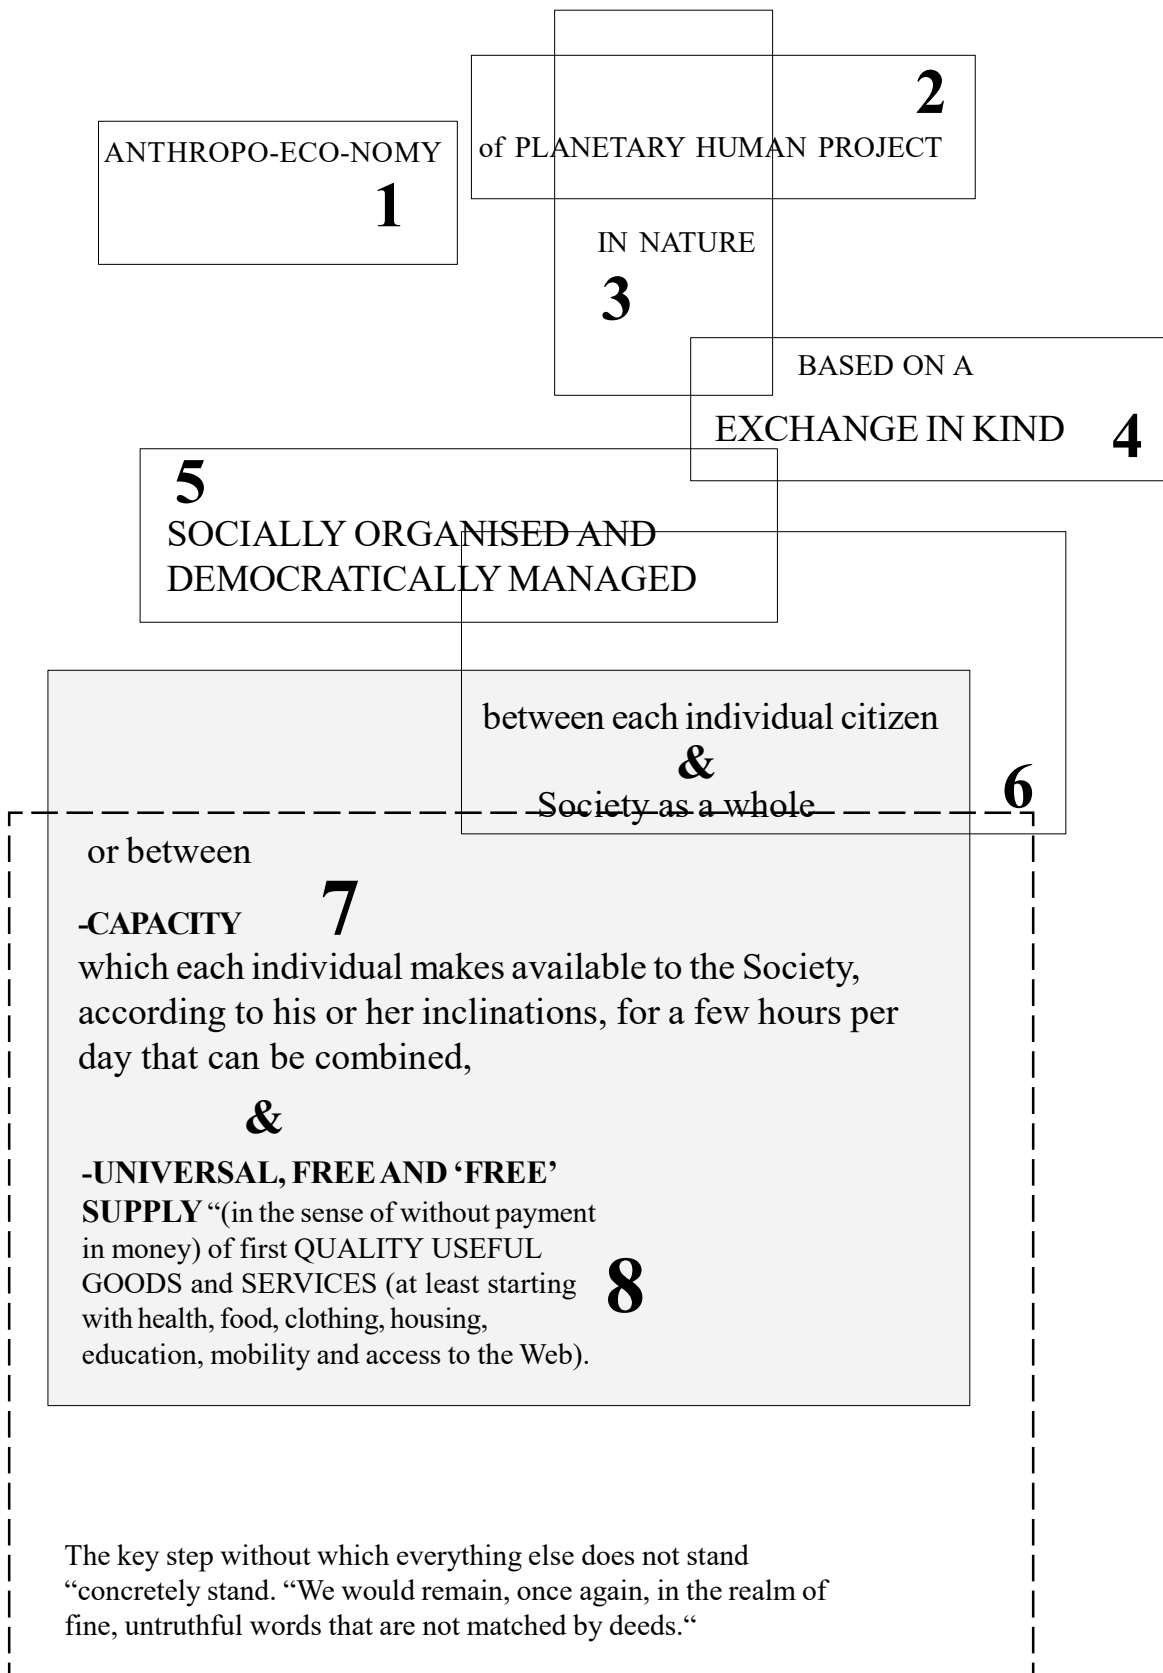 2
ANTHROPO-ECO-NOMY
of PLANETARY HUMAN PROJECT
1
IN NATURE
3
BASED ON A
EXCHANGE IN KIND 4
5
SOCIALLY ORGANISED AND
DEMOCRATICALLY MANAGED
between each individual citizen
&
6
Society as a whole
or between
7
-CAPACITY
which each individual makes available to the Society,
according to his or her inclinations, for a few hours per
day that can be combined,
&
-UNIVERSAL, FREE AND ‘FREE’
SUPPLY “(in the sense of without payment
in money) of first QUALITY USEFUL
GOODS and SERVICES (at least starting
8
with health, food, clothing, housing,
education, mobility and access to the Web).
The key step without which everything else does not stand
“concretely stand. “We would remain, once again, in the realm of
fine, untruthful words that are not matched by deeds.“